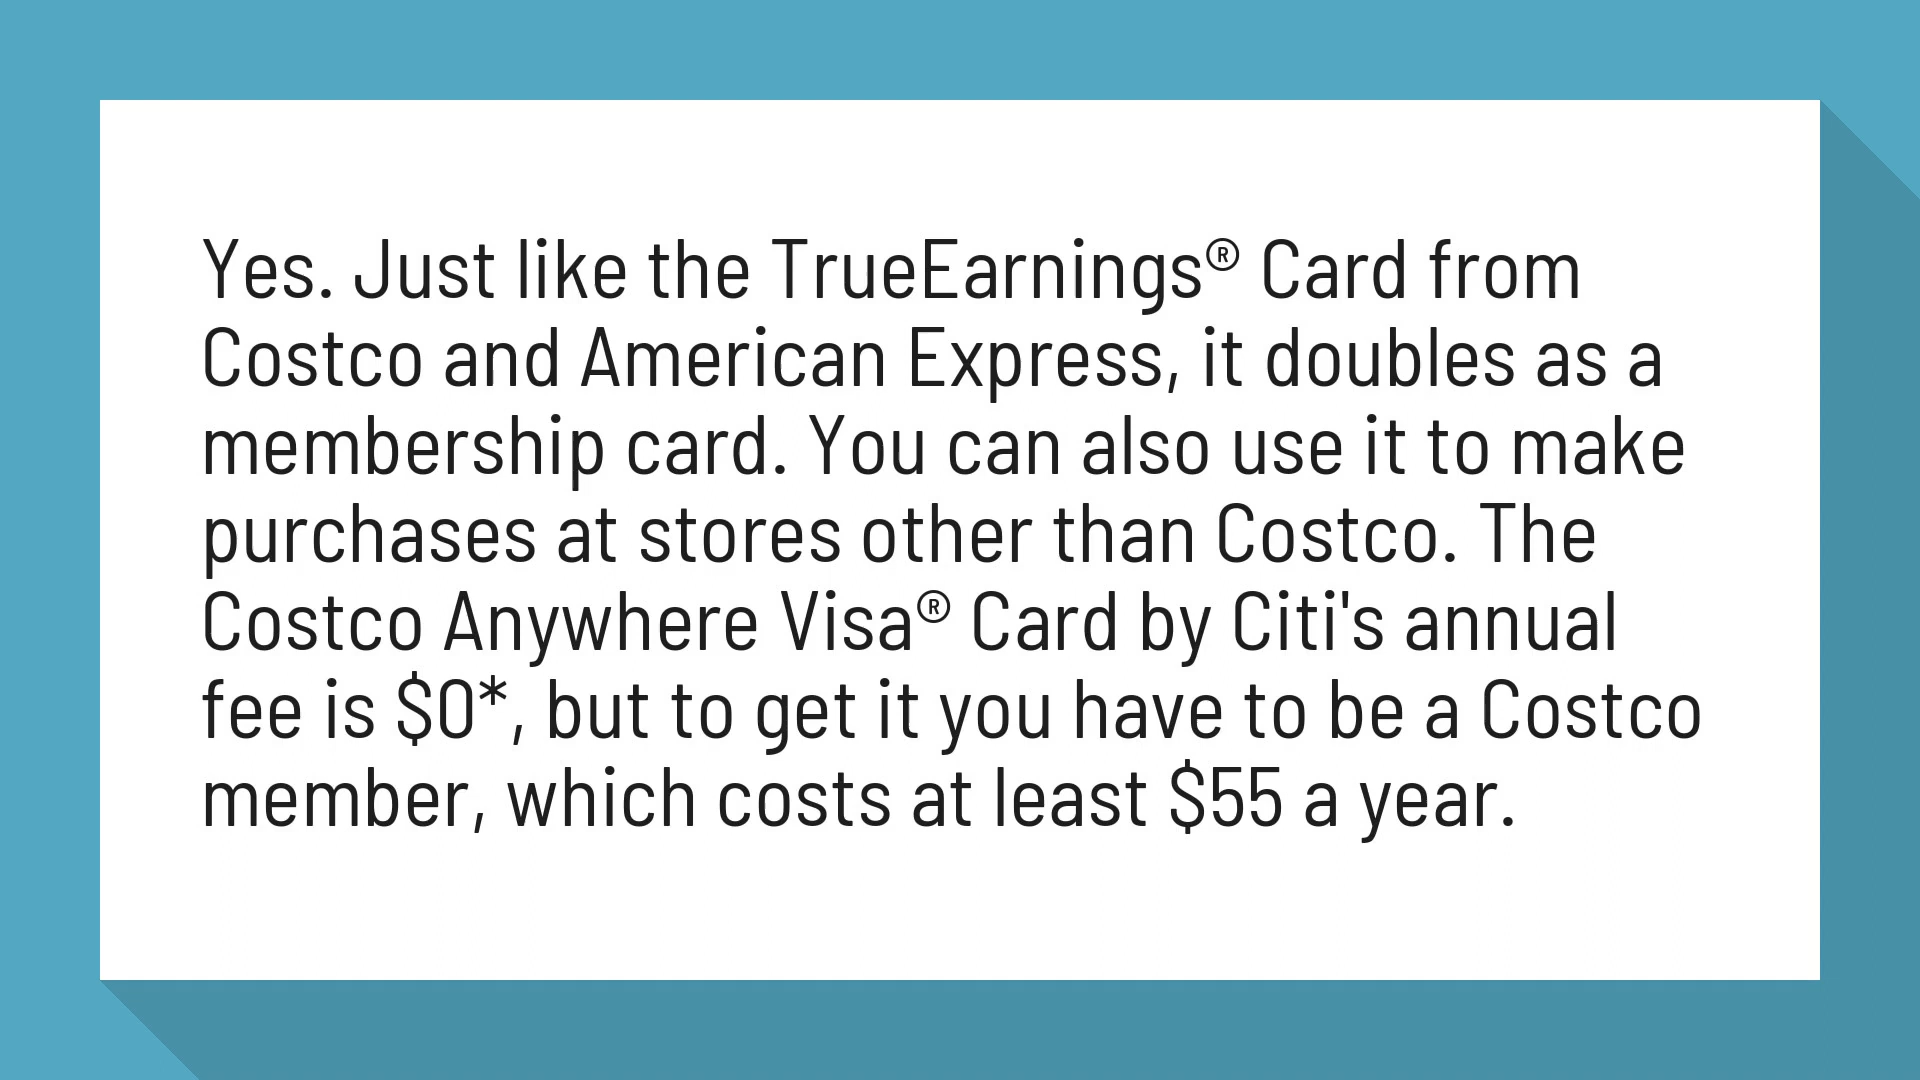 Yes. Just like the TrueEarnings® Card from
Costco and American Express, it doubles as a
membership card. You can also use it to make
purchases at stores other than Costco. The
Costco Anywhere Visa® Card by Citi's annual
fee is $0*, but to get it you have to be a Costco
member, which costs at least $55 a year.